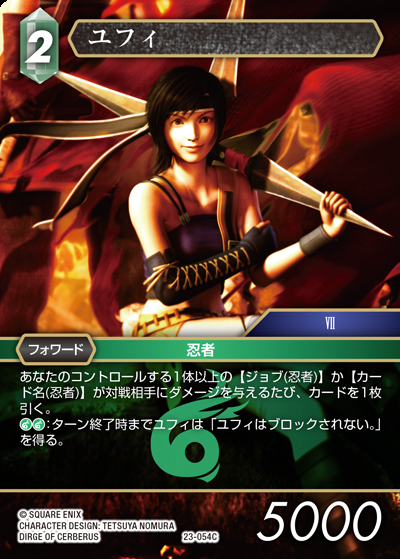 2
ユフィ
VII
フォワード
忍者
あなたのコントロールする1体以上の【ジョブ(忍者)】か【カー
ド名(忍者)】が対戦相手にダメージを与えるたび、カードを1枚
引く。
:ターン終了時までユフィは「ユフィはブロックされない。」
を得る。
© SQUARE ENIX
CHARACTER DESIGN: TETSUYA NOMURA
DIRGE OF CERBERUS
23-054C
5000